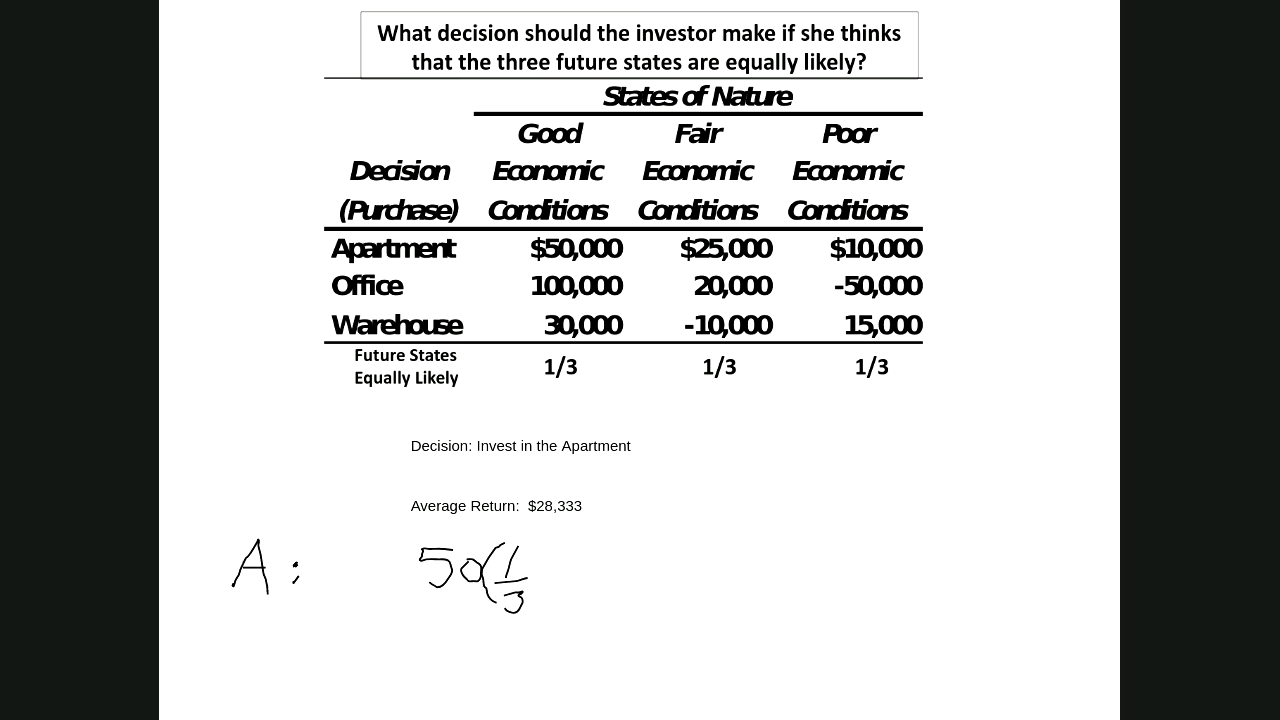 What decision should the investor make if she thinks
that the three future states are equally likely?
States of Nature
Good Fair Poor
Decision Economic Economic Economic
(Purchase) Conditions Conditions Conditions
Apartment $50,000 $25,000 $10,000
Office 100,000 20,000 -50,000
Warehouse 30,000 -10,000 15,000
Future States
Equally Likely 1/3 1/3 1/3
Decision: Invest in the Apartment
Average Return: $28,333
A: 50(1/3